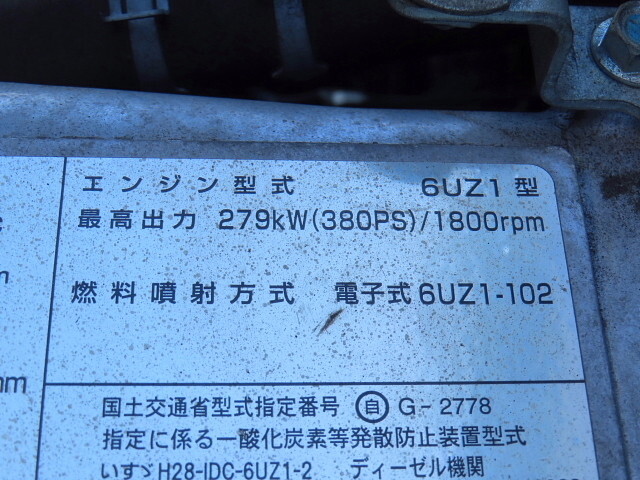 エンジン型式 6UZ1型
最高出力 279kW(380PS)/1800rpm
燃料噴射方式 電子式6UZ1-102
国土交通省型式指定番号 ㊑ G-2778
指定に係る一酸化炭素等発散防止装置型式
いすゞH28-IDC-6UZ1-2 ディーゼル機関